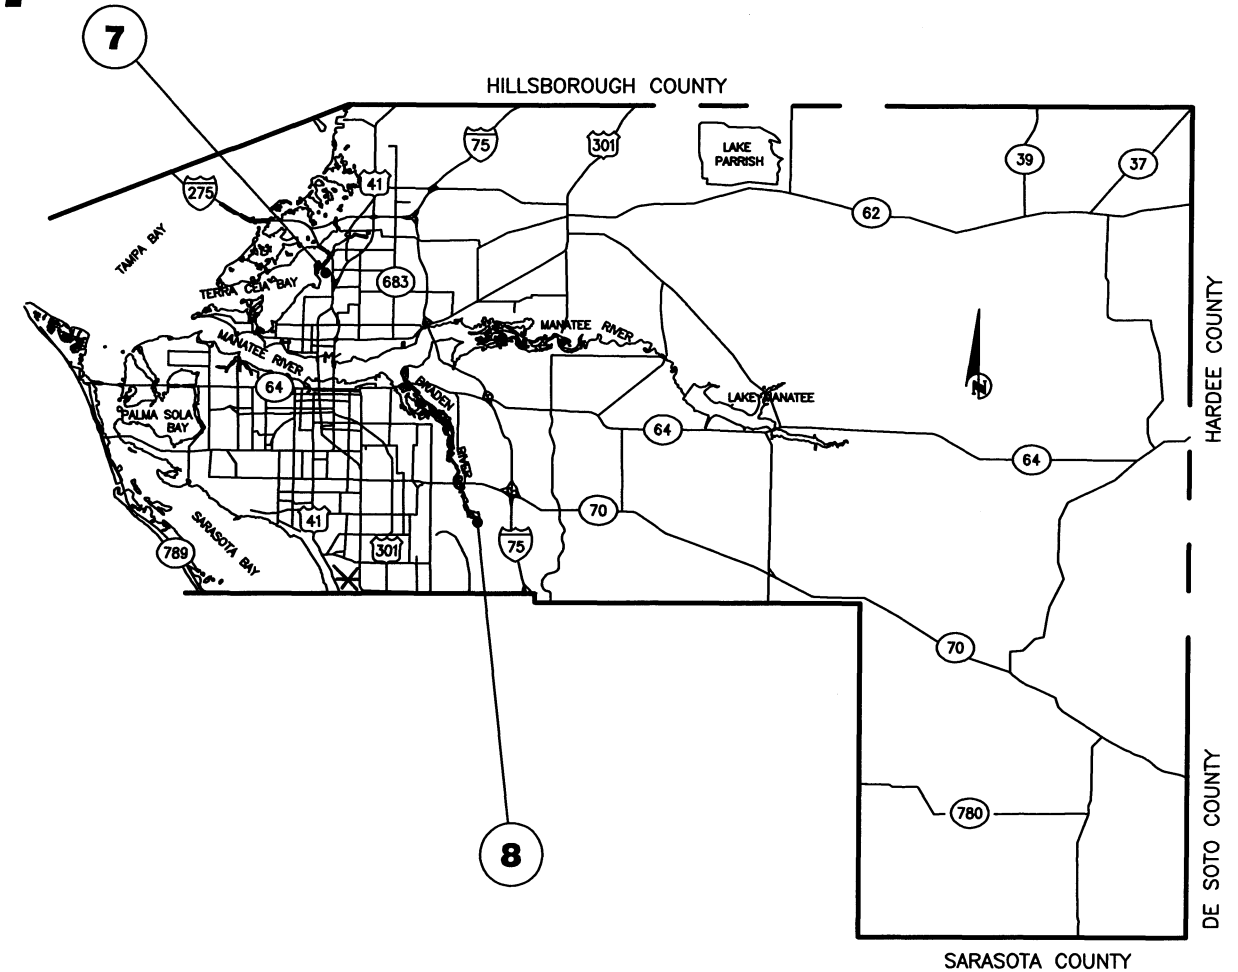 7
HILLSBOROUGH COUNTY
75
301
LAKE
PARRISH
39
37
41
275
62
TAMPA BAY
TERRA CEIA BAY
683
MANATEE RIVER
MANATEE RIVER
HARDEE COUNTY
N
64
BRADEN
RIVER
LAKE MANATEE
PALMA SOLA
BAY
64
64
70
41
SARASOTA BAY
789
301
75
70
780
8
DE SOTO COUNTY
SARASOTA COUNTY